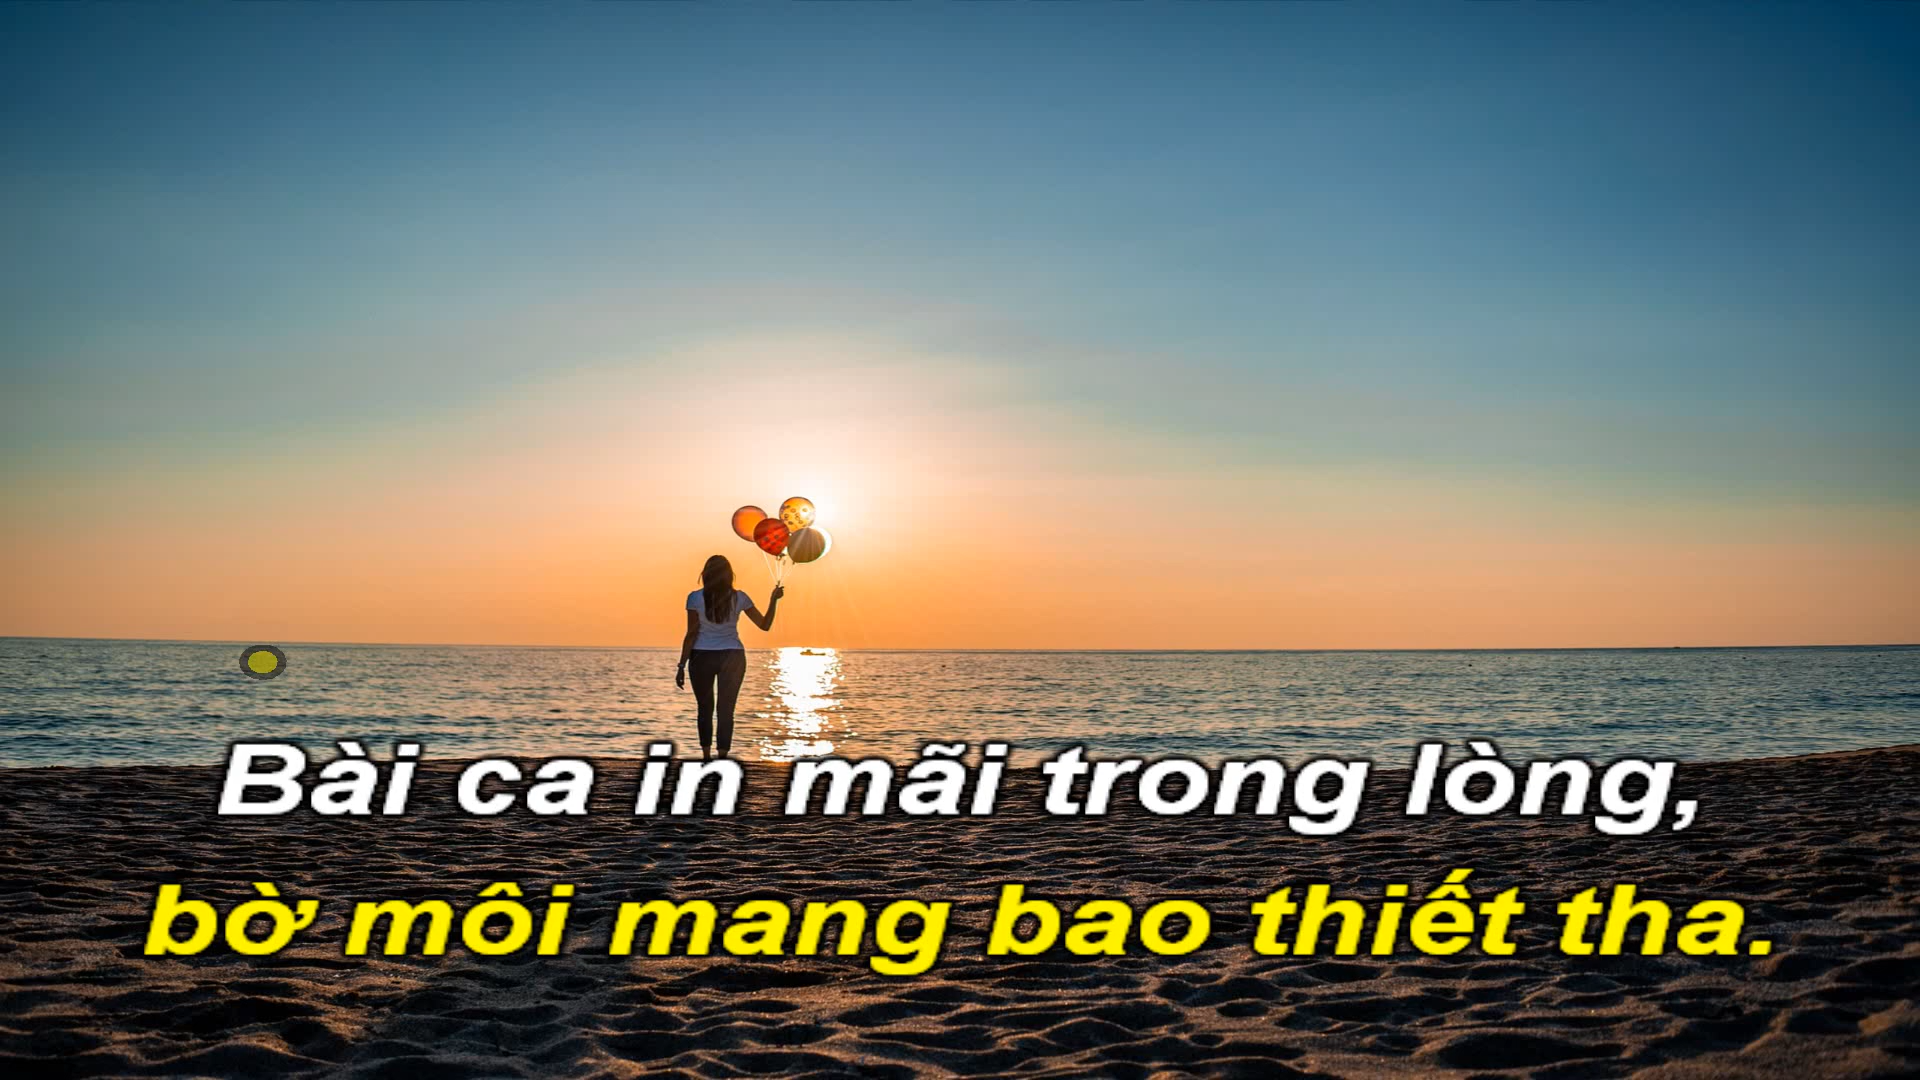 Bài ca in mãi trong lòng,
bờ môi mang bao thiết tha.